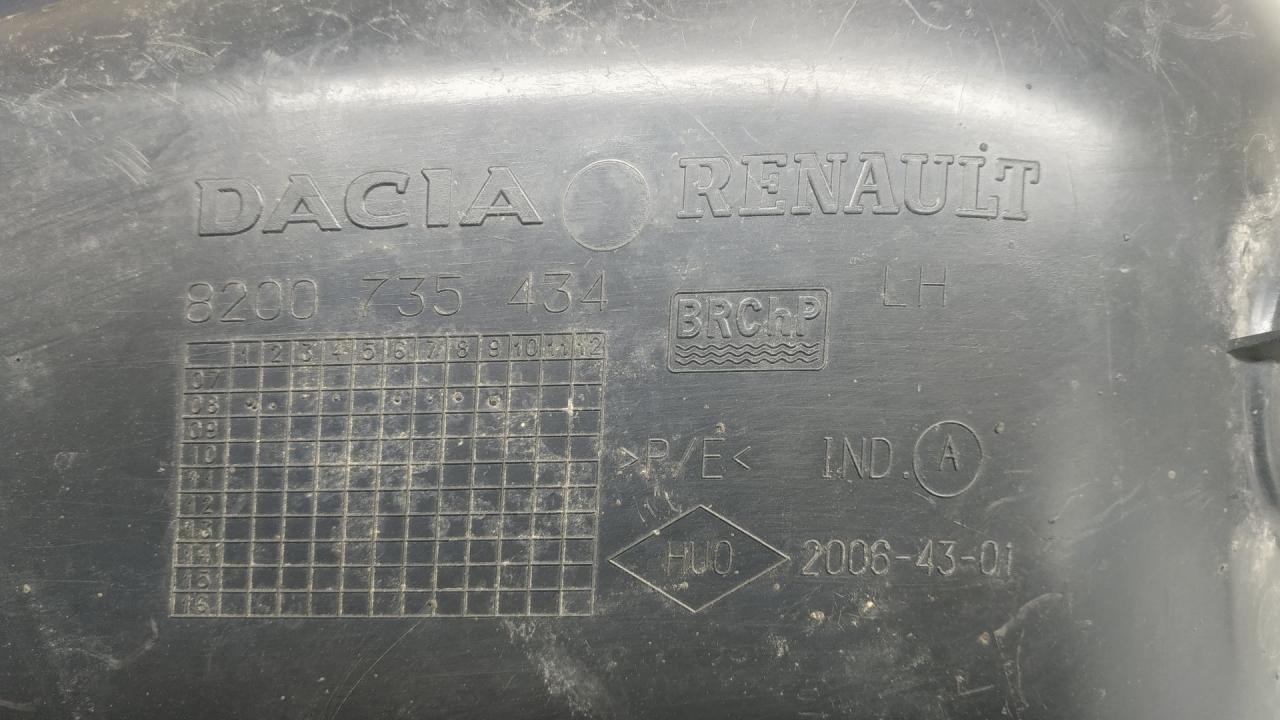 DACIA RENAULT
8200 735 434 LH
BRChP
1 2 3 4 5 6 7 8 9 10 11 12
07
08
09
10
11
12
13
14
15
16
>P/E< IND. A
HUO. 2006-43-01